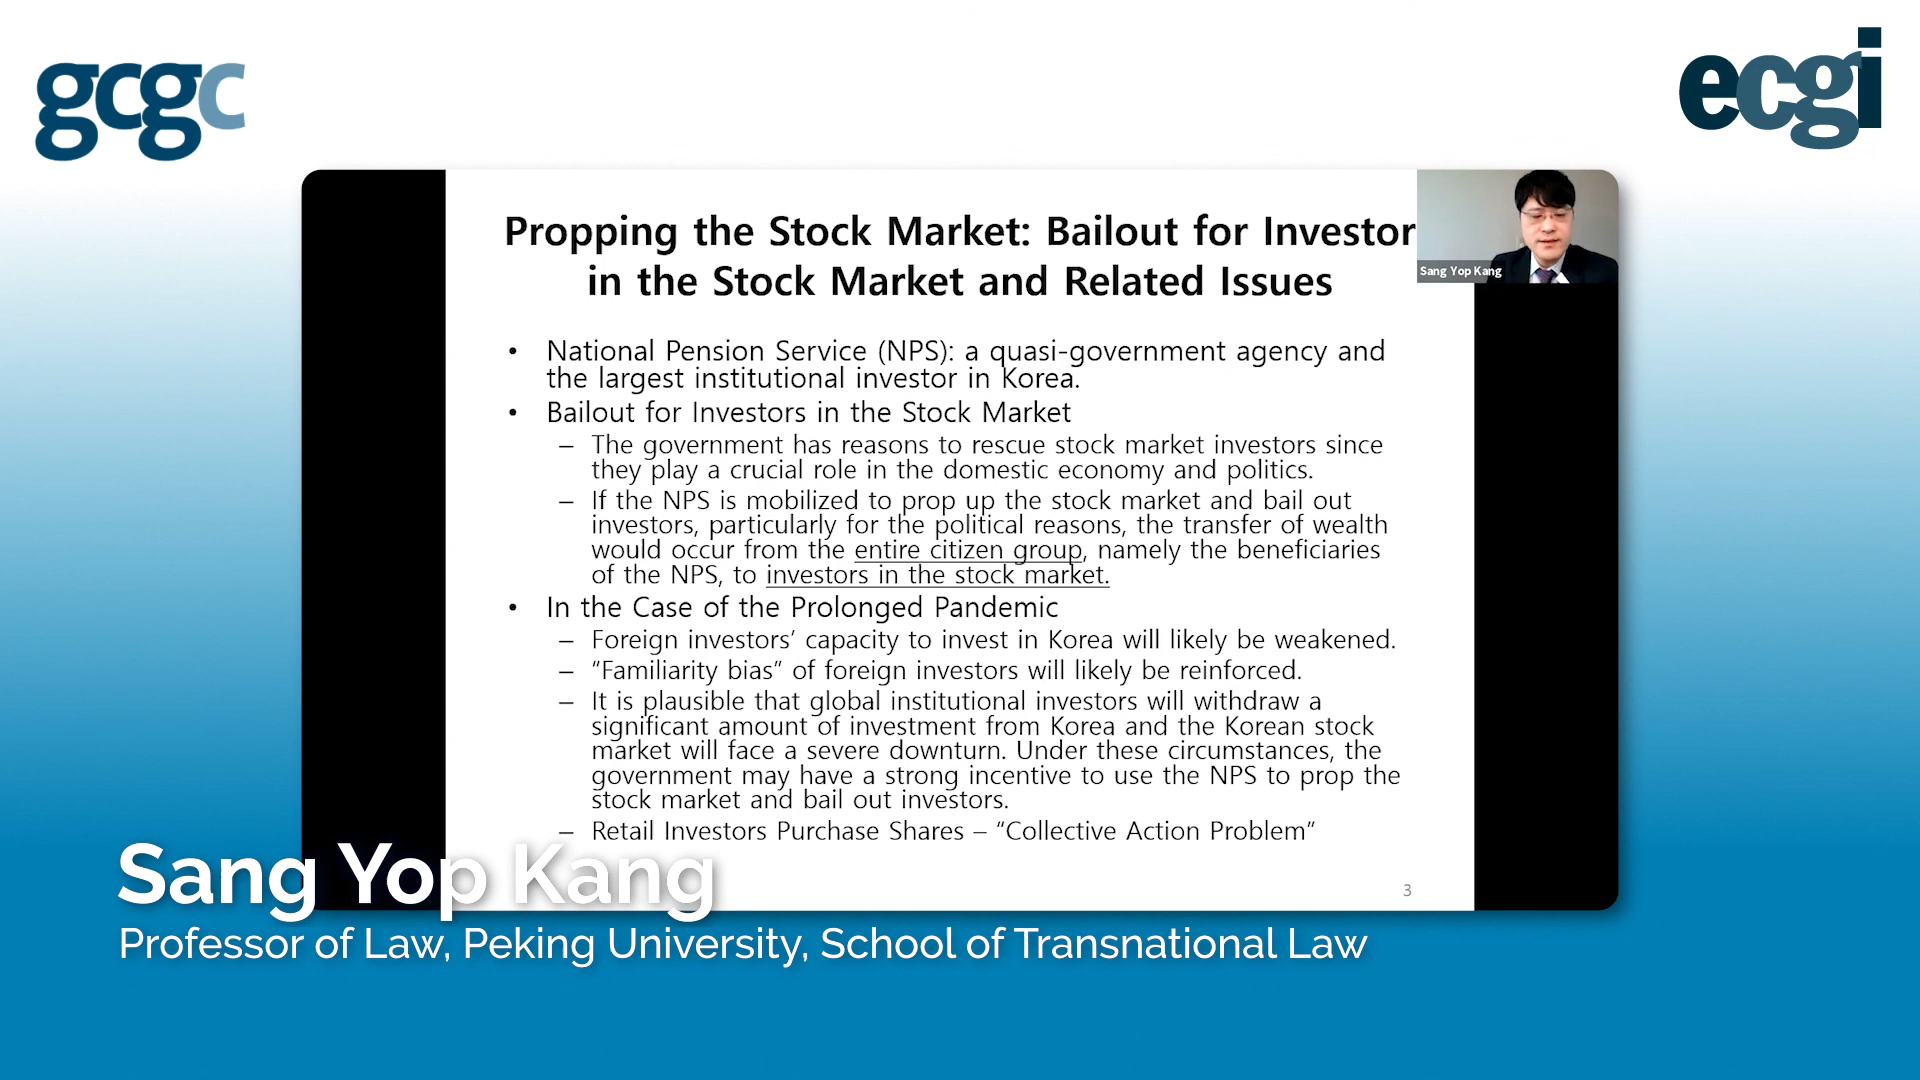 gcgc
ecgi
Propping the Stock Market: Bailout for Investor
in the Stock Market and Related Issues
Sang Yop Kang
• National Pension Service (NPS): a quasi-government agency and
the largest institutional investor in Korea.
• Bailout for Investors in the Stock Market
– The government has reasons to rescue stock market investors since
they play a crucial role in the domestic economy and politics.
– If the NPS is mobilized to prop up the stock market and bail out
investors, particularly for the political reasons, the transfer of wealth
would occur from the entire citizen group, namely the beneficiaries
of the NPS, to investors in the stock market.
• In the Case of the Prolonged Pandemic
– Foreign investors’ capacity to invest in Korea will likely be weakened.
– “Familiarity bias” of foreign investors will likely be reinforced.
– It is plausible that global institutional investors will withdraw a
significant amount of investment from Korea and the Korean stock
market will face a severe downturn. Under these circumstances, the
government may have a strong incentive to use the NPS to prop the
stock market and bail out investors.
– Retail Investors Purchase Shares – “Collective Action Problem”
3
Sang Yop Kang
Professor of Law, Peking University, School of Transnational Law